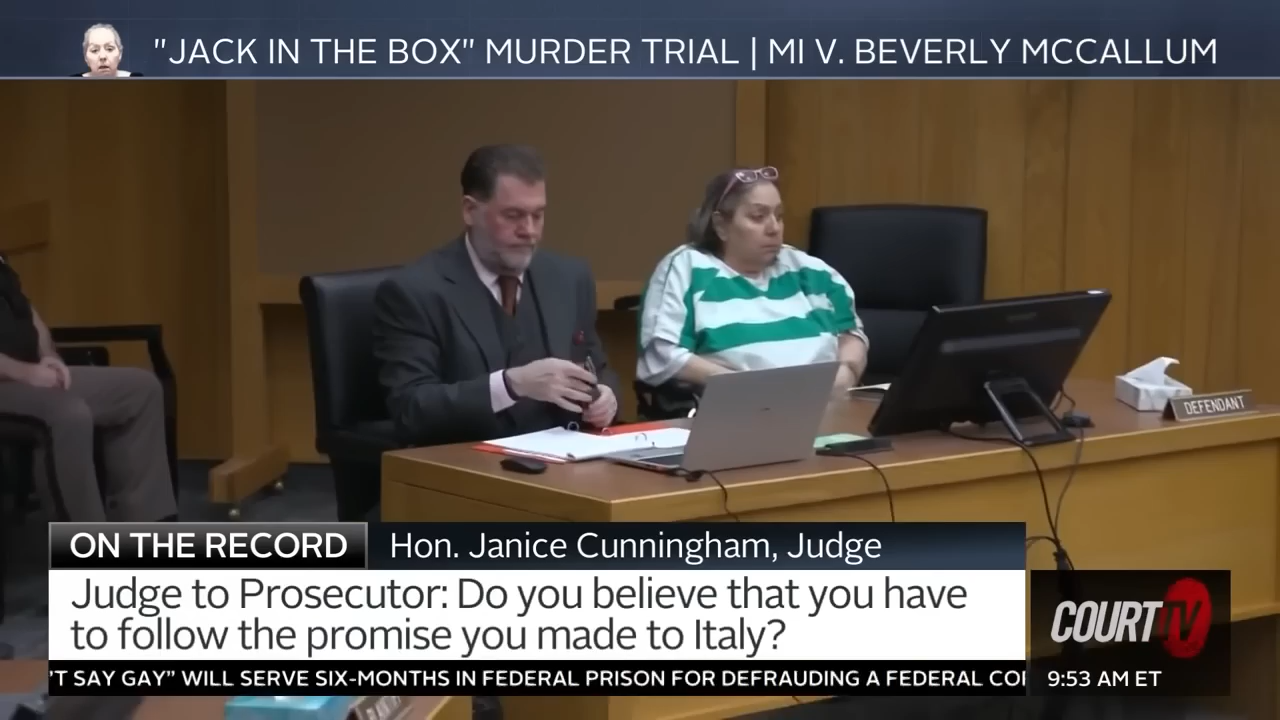 "JACK IN THE BOX" MURDER TRIAL | MI V. BEVERLY MCCALLUM
DEFENDANT
ON THE RECORD
Hon. Janice Cunningham, Judge
Judge to Prosecutor: Do you believe that you have
to follow the promise you made to Italy?
COURT TV
'T SAY GAY” WILL SERVE SIX-MONTHS IN FEDERAL PRISON FOR DEFRAUDING A FEDERAL
9:53 AM ET